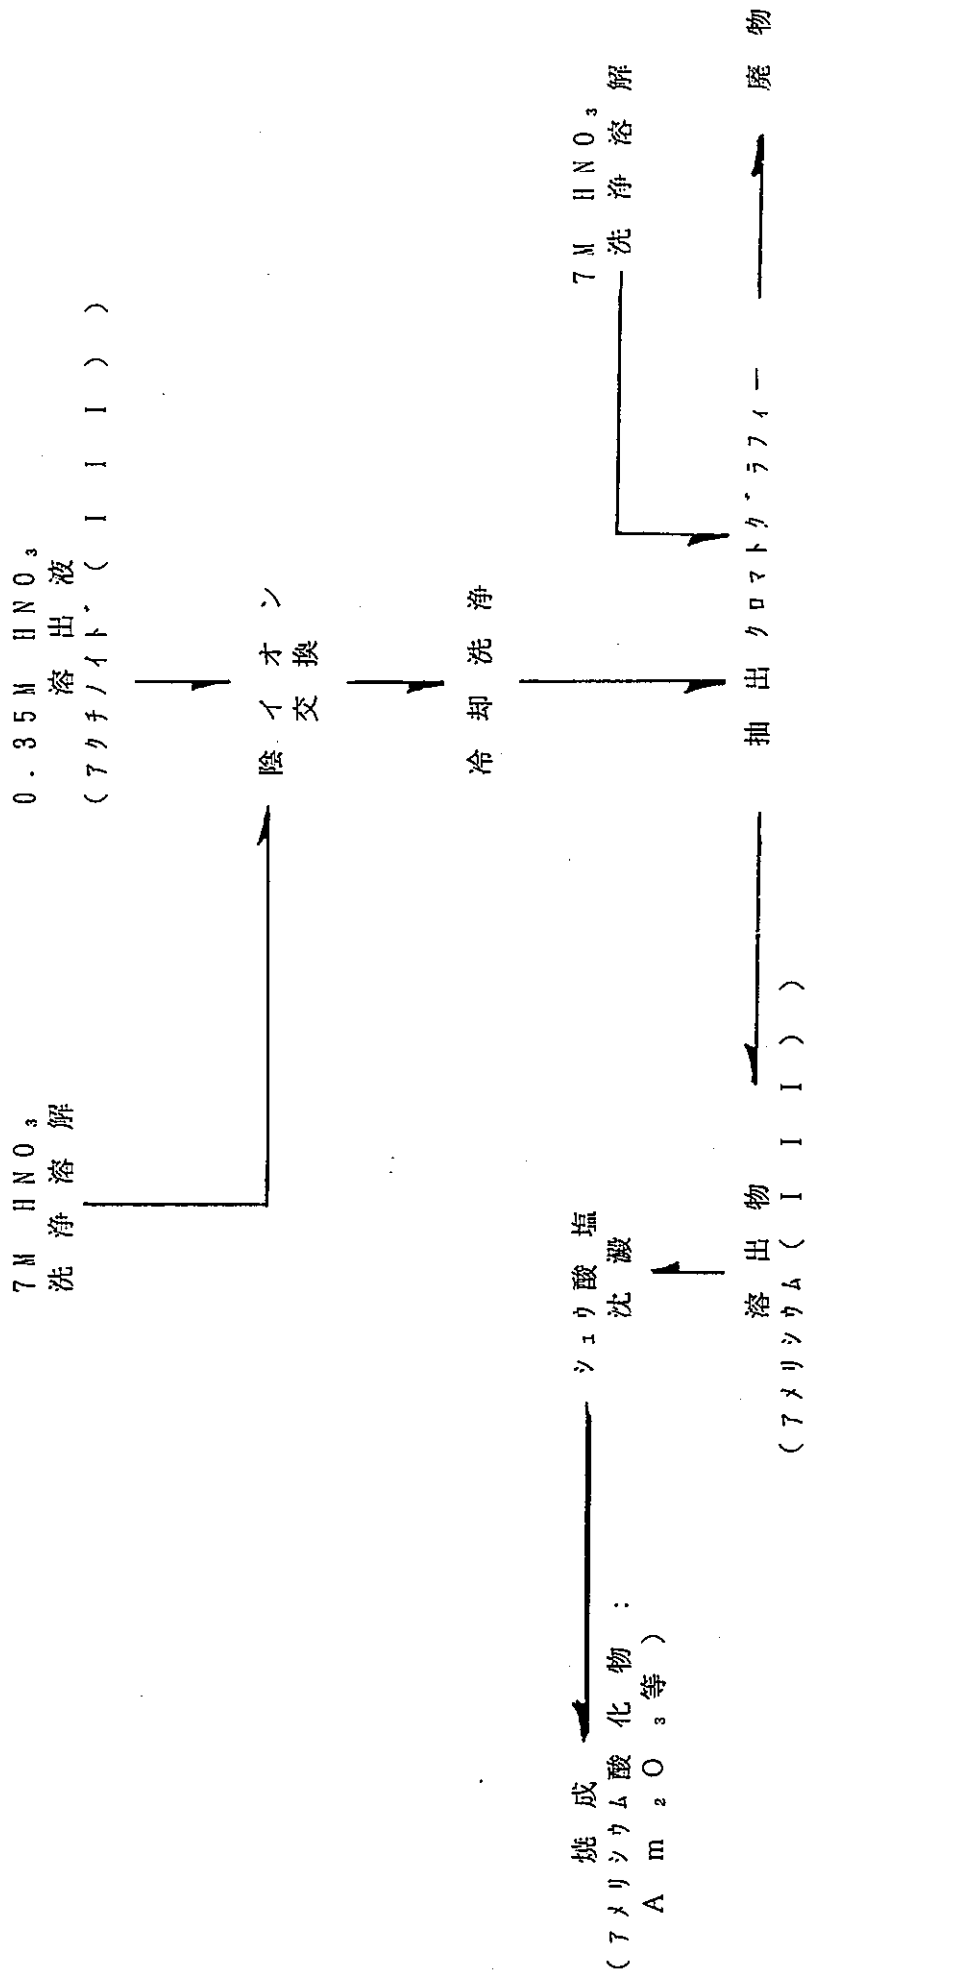 7M HNO₃
洗浄溶解
0.35M HNO₃
溶出液
(アクチノイド(III))
陰イオン
交換
冷却洗浄
7M HNO₃
洗浄溶解
抽出クロマトグラフィー
廃物
溶出物
(アメリシウム(III))
シュウ酸塩
沈澱
焼成
(アメリシウム酸化物:
Am₂O₃等)